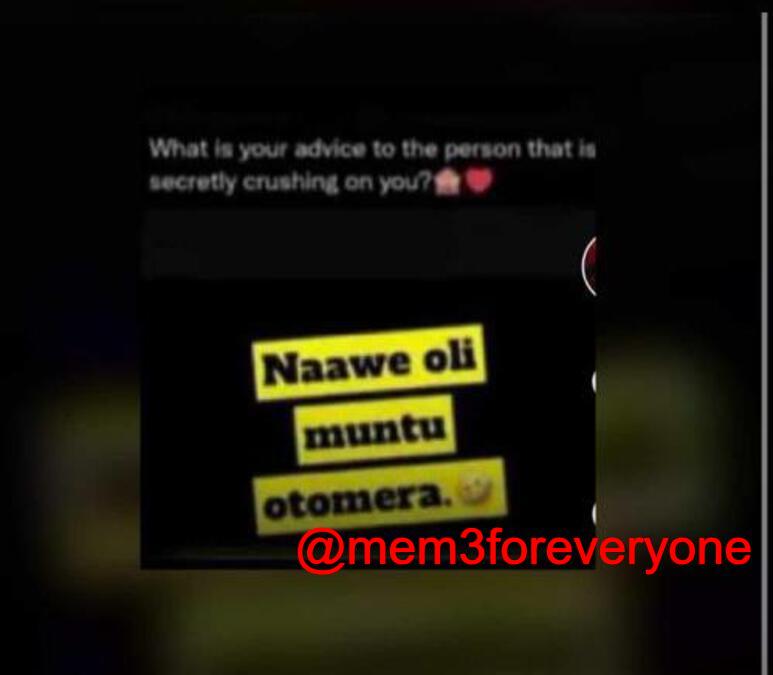 What is your advice to the person that is
secretly crushing on you?🙈❤️
Naawe oli
muntu
otomera.🤣
@mem3foreveryone